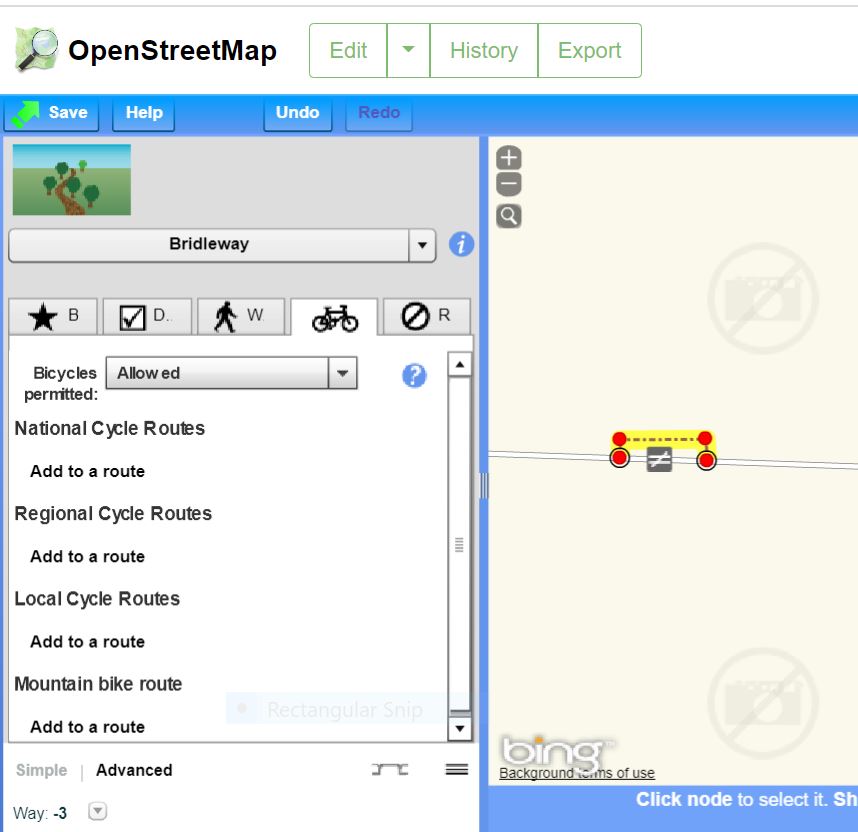 OpenStreetMap
Edit
History
Export
Save
Help
Undo
Redo
Bridleway
i
B
D..
W
R
Bicycles permitted:
Allowed
?
National Cycle Routes
Add to a route
Regional Cycle Routes
Add to a route
Local Cycle Routes
Add to a route
Mountain bike route
Rectangular Snip
Add to a route
Simple | Advanced
Way: -3
bing™
Background terms of use
Click node to select it. Sh